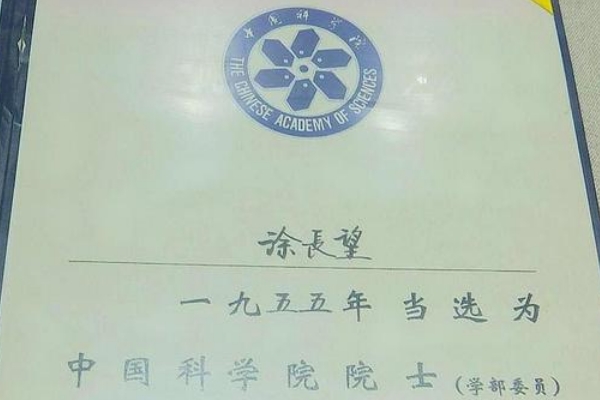 中国科学院
THE CHINESE ACADEMY OF SCIENCES
涂長望
一九五五年 当选为
中国科学院院士(学部委员)